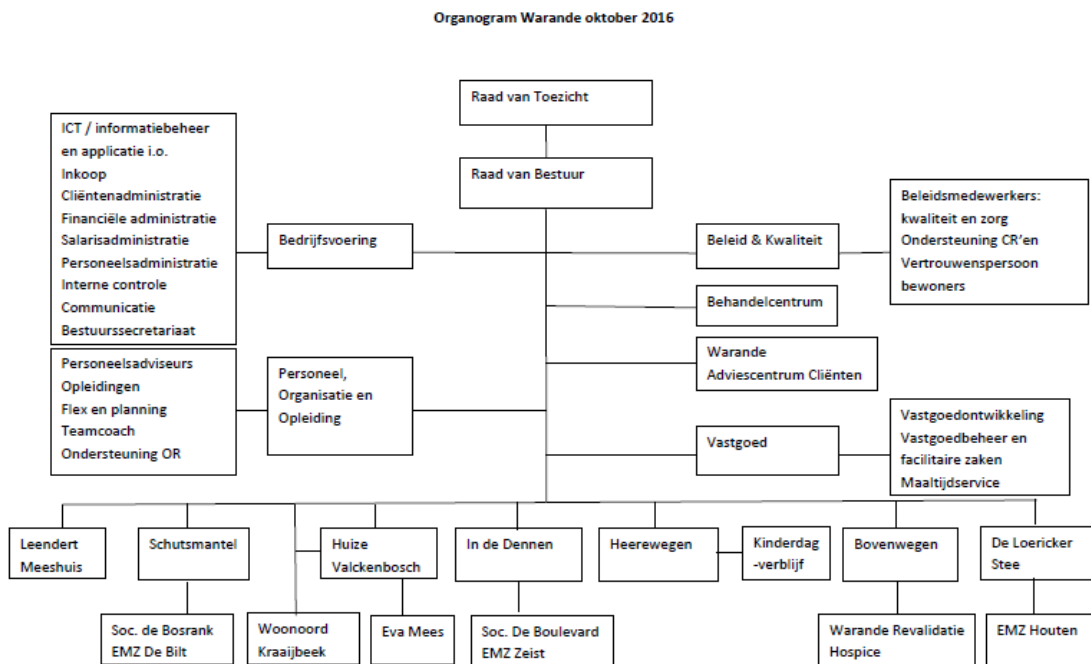 Organogram Warande oktober 2016
Raad van Toezicht
Raad van Bestuur
ICT / informatiebeheer
en applicatie i.o.
Inkoop
Cliëntenadministratie
Financiële administratie
Salarisadministratie
Personeelsadministratie
Interne controle
Communicatie
Bestuurssecretariaat
Bedrijfsvoering
Beleid & Kwaliteit
Beleidsmedewerkers:
kwaliteit en zorg
Ondersteuning CR'en
Vertrouwenspersoon
bewoners
Behandelcentrum
Warande
Adviescentrum Cliënten
Personeelsadviseurs
Opleidingen
Flex en planning
Teamcoach
Ondersteuning OR
Personeel,
Organisatie en
Opleiding
Vastgoed
Vastgoedontwikkeling
Vastgoedbeheer en
facilitaire zaken
Maaltijdservice
Leendert
Meeshuis
Schutsmantel
Huize
Valckenbosch
In de Dennen
Heerewegen
Kinderdag
-verblijf
Bovenwegen
De Loericker
Stee
Soc. de Bosrank
EMZ De Bilt
Woonoord
Kraaijbeek
Eva Mees
Soc. De Boulevard
EMZ Zeist
Warande Revalidatie
Hospice
EMZ Houten